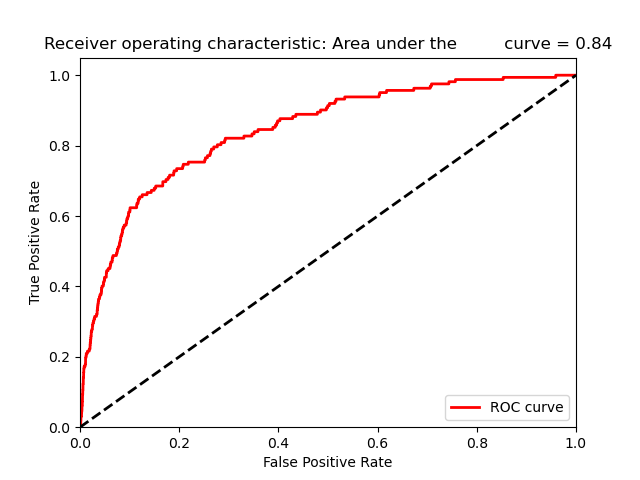 Receiver operating characteristic: Area under the         curve = 0.84
1.0
0.8
0.6
0.4
0.2
0.0
True Positive Rate
ROC curve
0.0 0.2 0.4 0.6 0.8 1.0
False Positive Rate